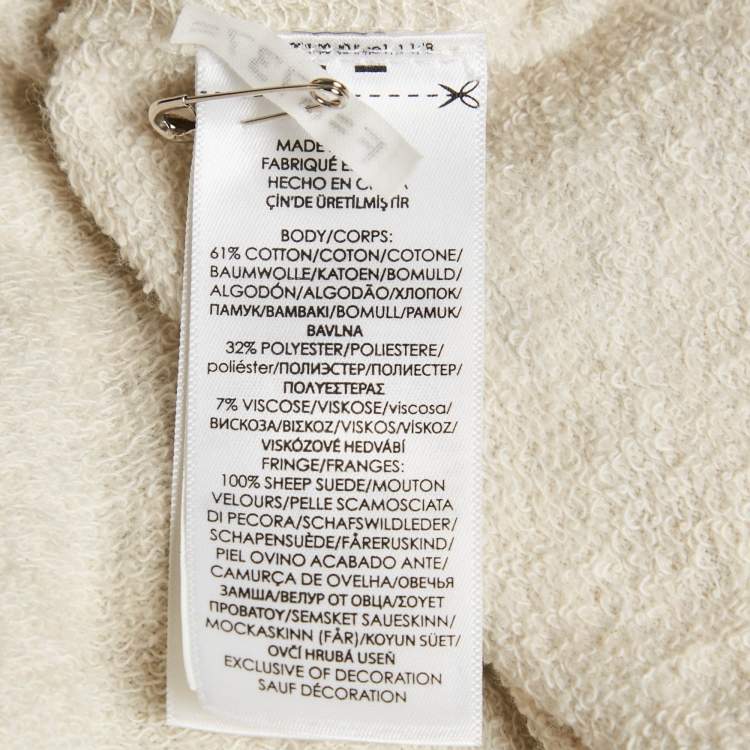 MADE
FABRIQUÉ E
HECHO EN
ÇİN'DE ÜRETİLMİŞTİR
BODY/CORPS:
61% COTTON/COTON/COTONE/
BAUMWOLLE/KATOEN/BOMULD/
ALGODÓN/ALGODÃO/ХЛОПОК/
ПАМУК/ΒΑΜΒΑΚΙ/BOMULL/PAMUK/
BAVLNA
32% POLYESTER/POLIESTERE/
poliéster/ПОЛИЭСТЕР/ПОЛИЕСТЕР/
ΠΟΛΥΕΣΤΕΡΑΣ
7% VISCOSE/VISKOSE/viscosa/
ВИСКОЗА/ΒΙΣΚΟΖ/VISKOS/VİSKOZ/
VISKÓZOVÉ HEDVÁBÍ
FRINGE/FRANGES:
100% SHEEP SUEDE/MOUTON
VELOURS/PELLE SCAMOSCIATA
DI PECORA/SCHAFSWILDLEDER/
SCHAPENSUÈDE/FÅRERUSKIND/
PIEL OVINO ACABADO ANTE/
CAMURÇA DE OVELHA/ОВЕЧЬЯ
ЗАМША/ВЕЛУР ОТ ОВЦА/ΣΟΥΕΤ
ΠΡΟΒΑΤΟΥ/SEMSKET SAUESKINN/
MOCKASKINN (FÅR)/KOYUN SÜET/
OVČÍ HRUBÁ USEŇ
EXCLUSIVE OF DECORATION
SAUF DÉCORATION